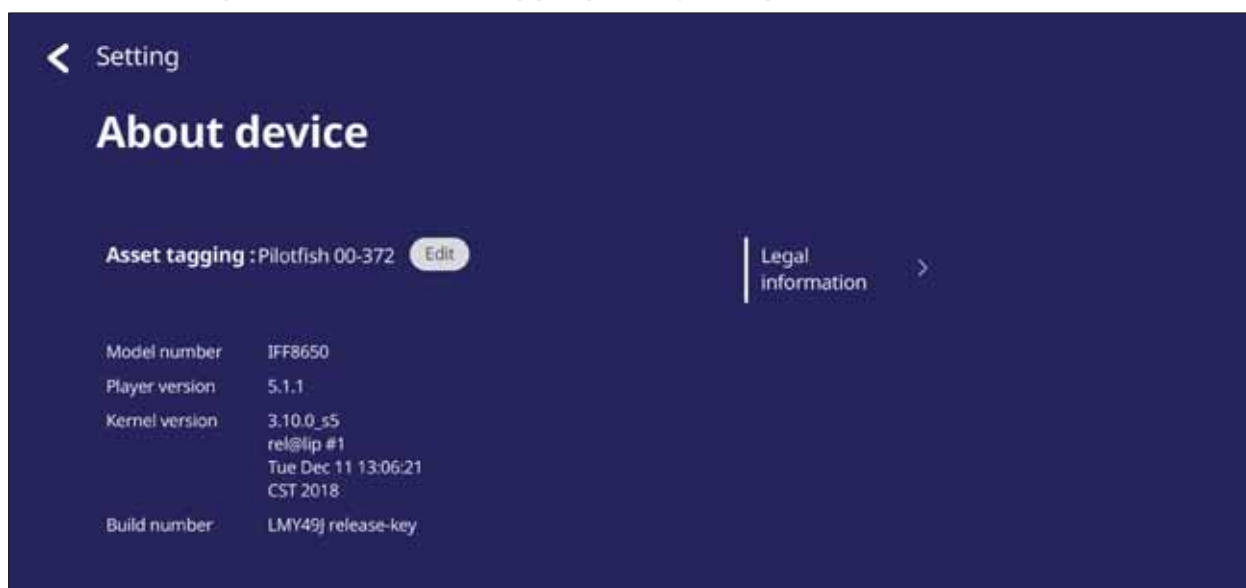 Setting
About device
Asset tagging : Pilotfish 00-372 Edit
Legal
information
Model number IFF8650
Player version 5.1.1
Kernel version 3.10.0_s5
rel@lip #1
Tue Dec 11 13:06:21
CST 2018
Build number LMY49J release-key